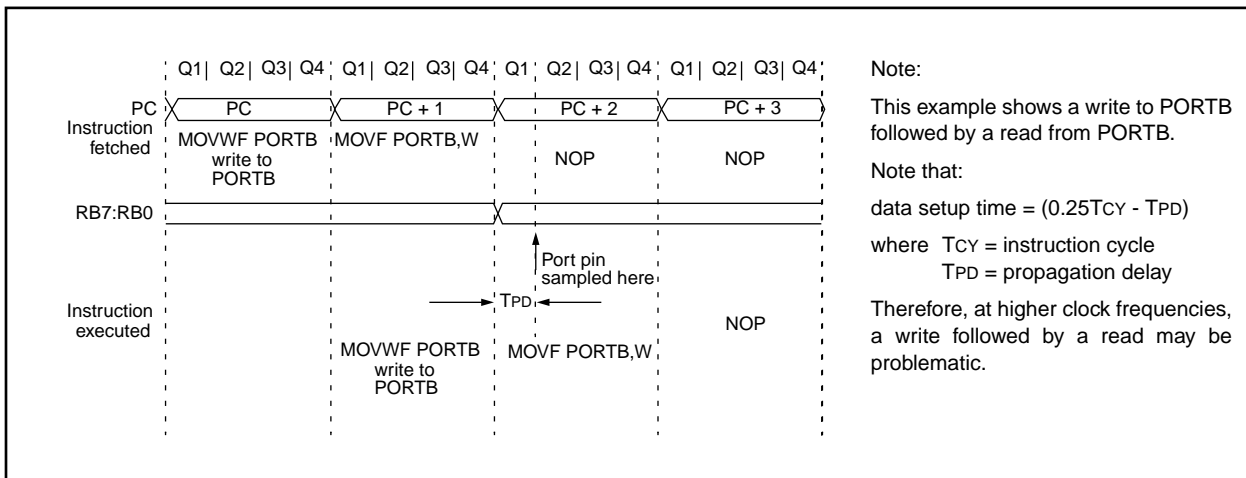 Q1| Q2| Q3| Q4 Q1| Q2| Q3| Q4 Q1 Q2| Q3| Q4 Q1| Q2| Q3| Q4
PC PC PC + 1 PC + 2 PC + 3
Instruction
fetched
MOVWF PORTB
write to
PORTB
MOVF PORTB,W
NOP
NOP
RB7:RB0
Port pin
sampled here
TPD
Instruction
executed
MOVWF PORTB
write to
PORTB
MOVF PORTB,W
NOP
Note:
This example shows a write to PORTB
followed by a read from PORTB.
Note that:
data setup time = (0.25TCY - TPD)
where TCY = instruction cycle
TPD = propagation delay
Therefore, at higher clock frequencies,
a write followed by a read may be
problematic.